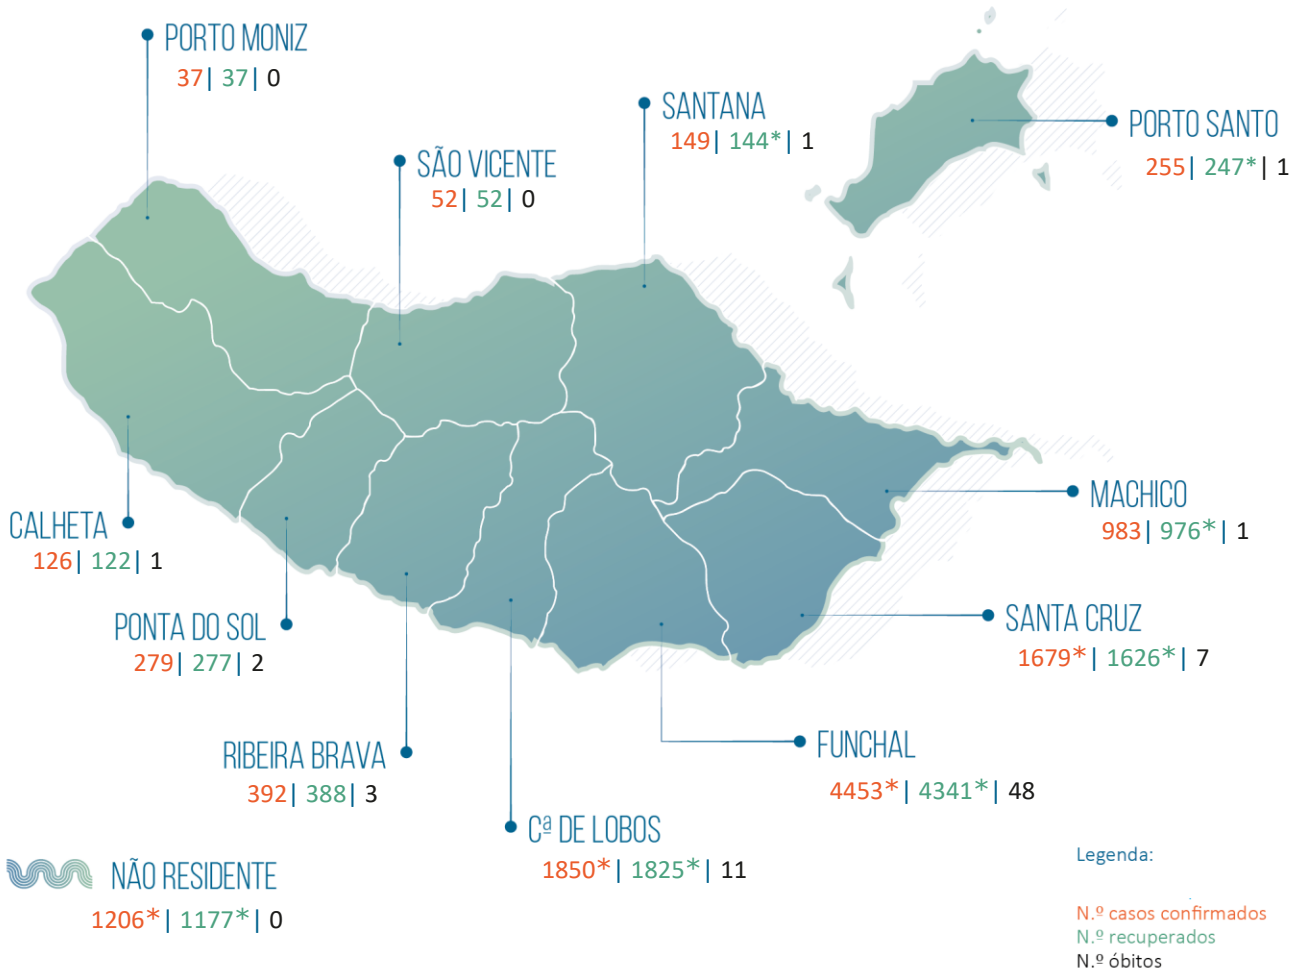 PORTO MONIZ
37| 37| 0
SANTANA
149| 144*| 1
PORTO SANTO
255| 247*| 1
SÃO VICENTE
52| 52| 0
MACHICO
983| 976*| 1
CALHETA
126| 122| 1
PONTA DO SOL
279| 277| 2
SANTA CRUZ
1679*| 1626*| 7
RIBEIRA BRAVA
392| 388| 3
FUNCHAL
4453*| 4341*| 48
Cª DE LOBOS
1850*| 1825*| 11
NÃO RESIDENTE
1206*| 1177*| 0
Legenda:
N.º casos confirmados
N.º recuperados
N.º óbitos